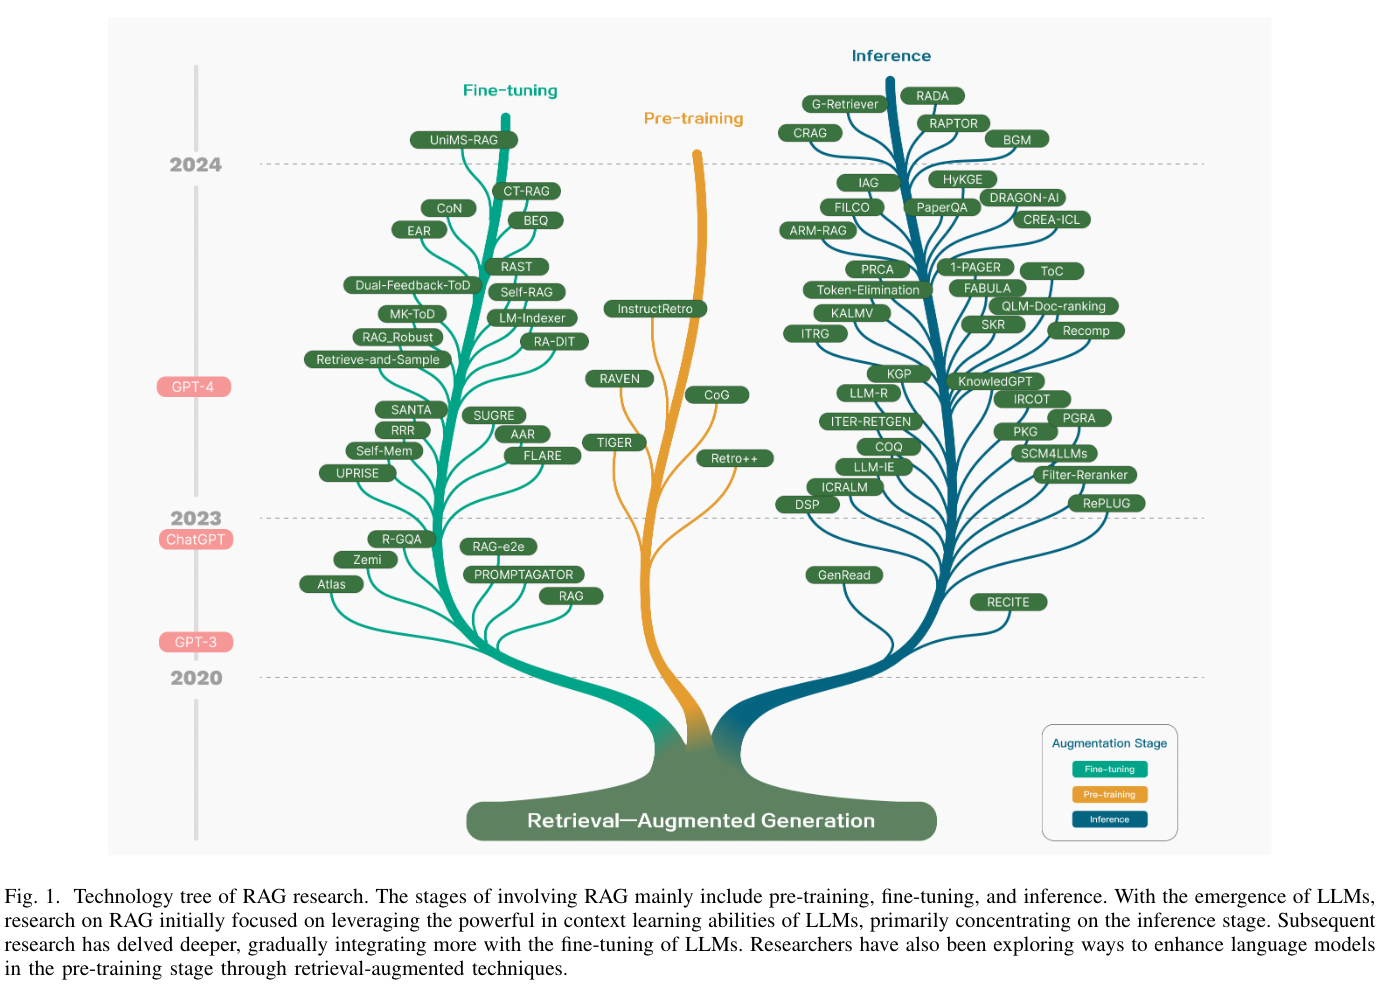 Inference
Fine-tuning
Pre-training
RADA
G-Retriever
RAPTOR
CRAG
BGM
UniMS-RAG
2024
HyKGE
IAG
CT-RAG
DRAGON-AI
CoN
FILCO
PaperQA
BEQ
CREA-ICL
EAR
ARM-RAG
RAST
1-PAGER
PRCA
ToC
Dual-Feedback-ToD
Self-RAG
Token-Elimination
FABULA
QLM-Doc-ranking
InstructRetro
MK-ToD
LM-Indexer
KALMV
SKR
RAG_Robust
RA-DIT
ITRG
Recomp
Retrieve-and-Sample
GPT-4
RAVEN
KGP
KnowledGPT
CoG
LLM-R
IRCOT
SANTA
SUGRE
ITER-RETGEN
PGRA
RRR
AAR
PKG
TIGER
Self-Mem
FLARE
COQ
SCM4LLMs
Retro++
LLM-IE
UPRISE
Filter-Reranker
ICRALM
DSP
RePLUG
2023
ChatGPT
R-GQA
RAG-e2e
Zemi
PROMPTAGATOR
GenRead
Atlas
RAG
RECITE
GPT-3
2020
Augmentation Stage
Fine-tuning
Pre-training
Inference
Retrieval—Augmented Generation
Fig. 1. Technology tree of RAG research. The stages of involving RAG mainly include pre-training, fine-tuning, and inference. With the emergence of LLMs,
research on RAG initially focused on leveraging the powerful in context learning abilities of LLMs, primarily concentrating on the inference stage. Subsequent
research has delved deeper, gradually integrating more with the fine-tuning of LLMs. Researchers have also been exploring ways to enhance language models
in the pre-training stage through retrieval-augmented techniques.